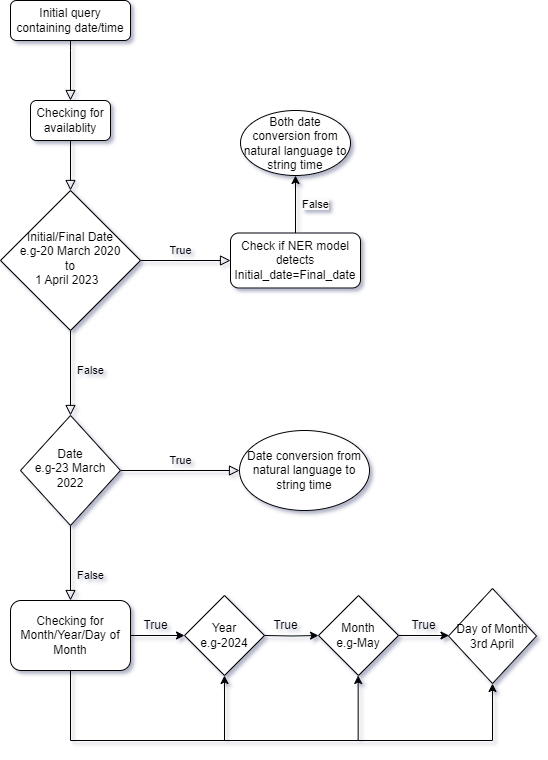 Initial query
containing date/time
Checking for
availablity
Both date
conversion from
natural language to
string time
False
Initial/Final Date
e.g-20 March 2020
to
1 April 2023
True
Check if NER model
detects
Initial_date=Final_date
False
Date
e.g-23 March
2022
True
Date conversion from
natural language to
string time
False
Checking for
Month/Year/Day of
Month
True
Year
e.g-2024
True
Month
e.g-May
True
Day of Month
3rd April